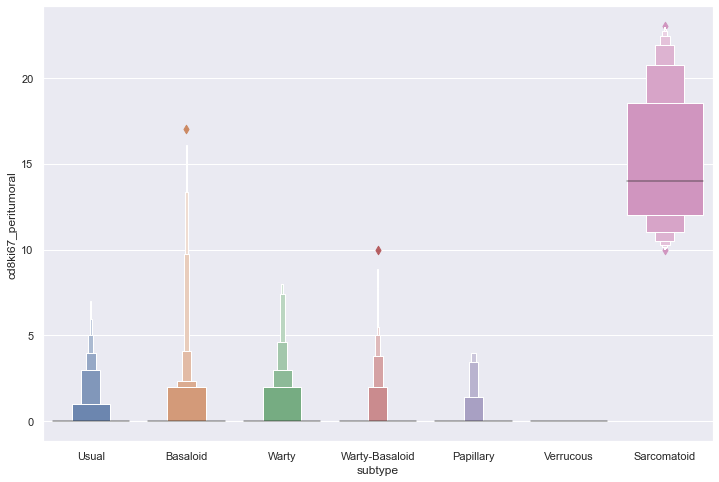 cd8ki67_peritumoral
20
15
10
5
0
Usual
Basaloid
Warty
Warty-Basaloid
Papillary
Verrucous
Sarcomatoid
subtype